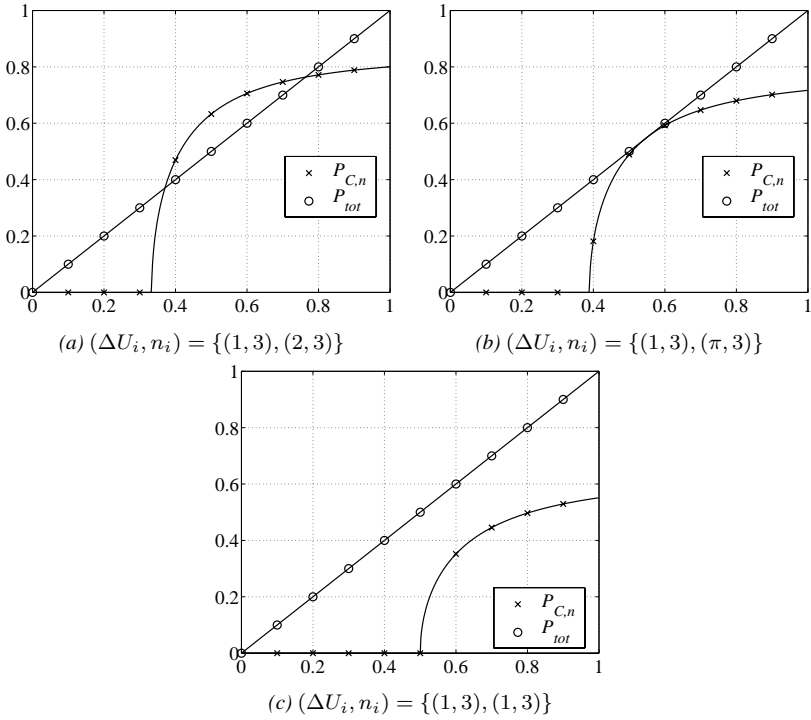 1
0.8
0.6
0.4
0.2
0
0 0.2 0.4 0.6 0.8 1
P_{C,n}
P_{tot}
(a) (ΔU_i, n_i) = {(1, 3), (2, 3)}
1
0.8
0.6
0.4
0.2
0
0 0.2 0.4 0.6 0.8 1
P_{C,n}
P_{tot}
(b) (ΔU_i, n_i) = {(1, 3), (π, 3)}
1
0.8
0.6
0.4
0.2
0
0 0.2 0.4 0.6 0.8 1
P_{C,n}
P_{tot}
(c) (ΔU_i, n_i) = {(1, 3), (1, 3)}